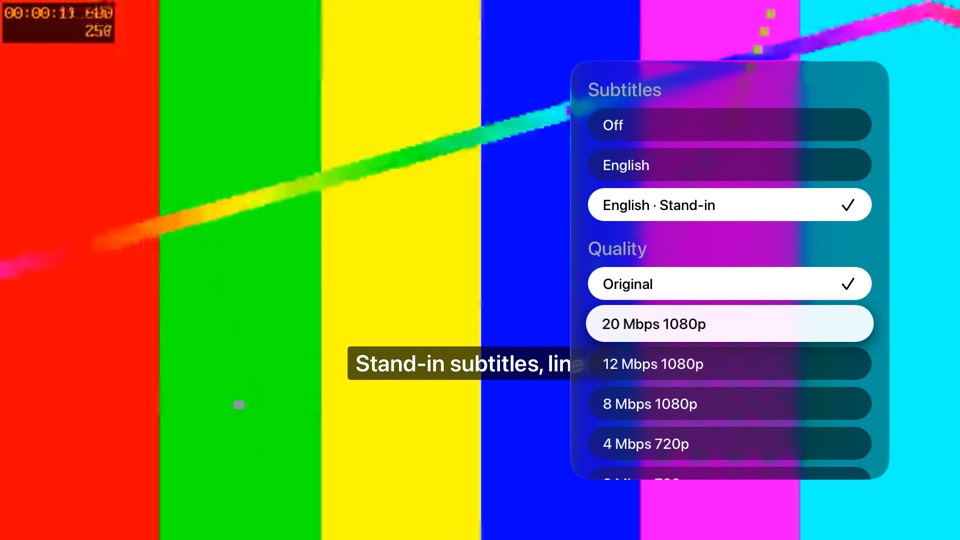 00:00:11
250
Subtitles
Off
English
English · Stand-in
Quality
Original
20 Mbps 1080p
Stand-in subtitles, line
12 Mbps 1080p
8 Mbps 1080p
4 Mbps 720p